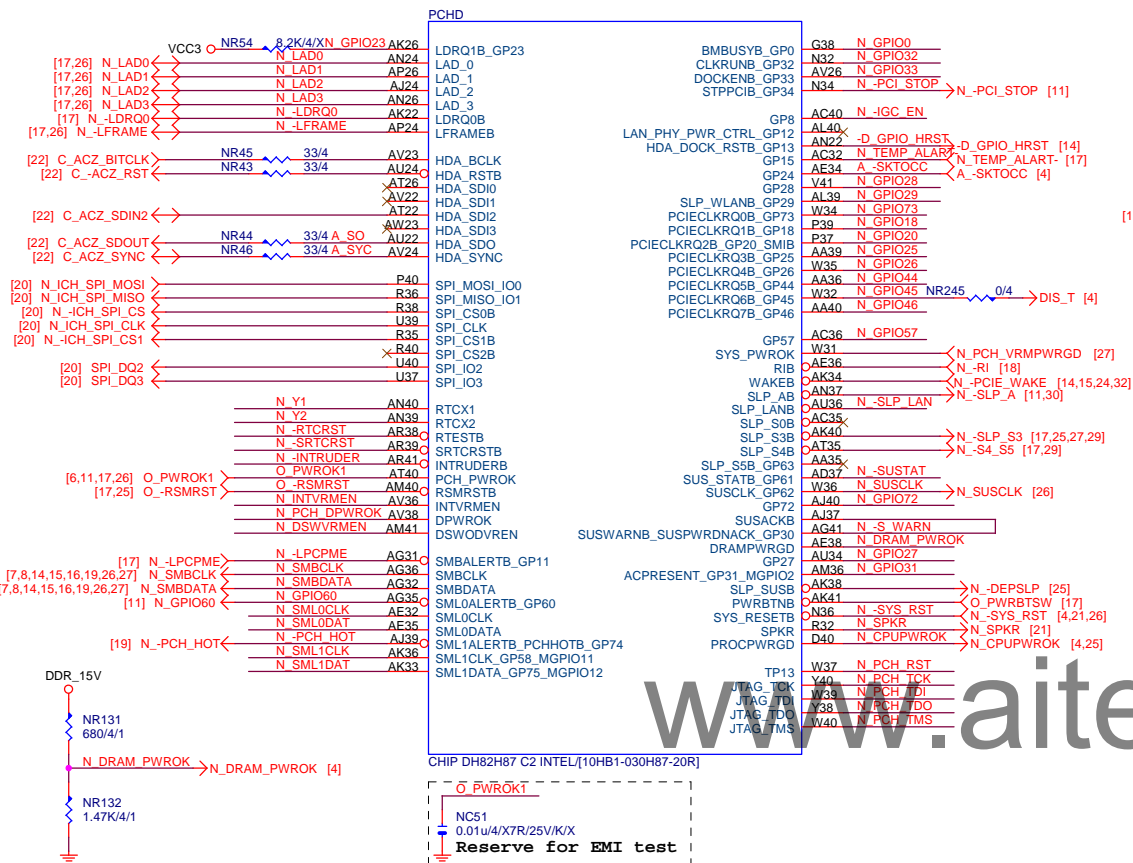 PCHD
VCC3 NR54 8.2K/4/X N_GPIO23 AK26 LDRQ1B_GP23
[17,26] N_LAD0 N_LAD0 AN24 LAD_0
[17,26] N_LAD1 N_LAD1 AP26 LAD_1
[17,26] N_LAD2 N_LAD2 AJ24 LAD_2
[17,26] N_LAD3 N_LAD3 AN26 LAD_3
[17] N_-LDRQ0 N_-LDRQ0 AK22 LDRQ0B
[17,26] N_-LFRAME N_-LFRAME AP24 LFRAMEB
[22] C_ACZ_BITCLK NR45 33/4 AV23 HDA_BCLK
[22] C_-ACZ_RST NR43 33/4 AU24 HDA_RSTB
AT26 HDA_SDI0
AV22 HDA_SDI1
[22] C_ACZ_SDIN2 AT22 HDA_SDI2
AW23 HDA_SDI3
[22] C_ACZ_SDOUT NR44 33/4 A_SO AU22 HDA_SDO
[22] C_ACZ_SYNC NR46 33/4 A_SYC AV24 HDA_SYNC
[20] N_ICH_SPI_MOSI P40 SPI_MOSI_IO0
[20] N_ICH_SPI_MISO R36 SPI_MISO_IO1
[20] N_-ICH_SPI_CS R38 SPI_CS0B
[20] N_ICH_SPI_CLK U39 SPI_CLK
[20] N_-ICH_SPI_CS1 R35 SPI_CS1B
R40 SPI_CS2B
[20] SPI_DQ2 U40 SPI_IO2
[20] SPI_DQ3 U37 SPI_IO3
N_Y1 AN40 RTCX1
N_Y2 AN39 RTCX2
N_-RTCRST AR38 RTESTB
N_-SRTCRST AR39 SRTCRSTB
N_-INTRUDER AR41 INTRUDERB
[6,11,17,26] O_PWROK1 O_PWROK1 AT40 PCH_PWROK
[17,25] O_-RSMRST O_-RSMRST AM40 RSMRSTB
N_INTVRMEN AV36 INTVRMEN
N_PCH_DPWROK AV38 DPWROK
N_DSWVRMEN AM41 DSWODVREN
[17] N_-LPCPME N_-LPCPME AG31 SMBALERTB_GP11
[7,8,14,15,16,19,26,27] N_SMBCLK N_SMBCLK AG36 SMBCLK
[7,8,14,15,16,19,26,27] N_SMBDATA N_SMBDATA AG32 SMBDATA
[11] N_GPIO60 N_GPIO60 AG35 SML0ALERTB_GP60
N_SML0CLK AE32 SML0CLK
N_SML0DAT AE35 SML0DATA
[19] N_-PCH_HOT N_-PCH_HOT AJ39 SML1ALERTB_PCHHOTB_GP74
N_SML1CLK AK36 SML1CLK_GP58_MGPIO11
N_SML1DAT AK33 SML1DATA_GP75_MGPIO12
BMBUSYB_GP0 G38 N_GPIO0
CLKRUNB_GP32 N32 N_GPIO32
DOCKENB_GP33 AV26 N_GPIO33
STPPCIB_GP34 N34 N_-PCI_STOP N_-PCI_STOP [11]
GP8 AC40 N_-IGC_EN
LAN_PHY_PWR_CTRL_GP12 AL40
HDA_DOCK_RSTB_GP13 AN22 -D_GPIO_HRST -D_GPIO_HRST [14]
GP15 AC32 N_TEMP_ALART- N_TEMP_ALART- [17]
GP24 AE34 A_-SKTOCC A_-SKTOCC [4]
GP28 V41 N_GPIO28
SLP_WLANB_GP29 AL39 N_GPIO29
PCIECLKRQ0B_GP73 W34 N_GPIO73
PCIECLKRQ1B_GP18 P39 N_GPIO18
PCIECLKRQ2B_GP20_SMIB P37 N_GPIO20
PCIECLKRQ3B_GP25 AA39 N_GPIO25
PCIECLKRQ4B_GP26 W35 N_GPIO26
PCIECLKRQ5B_GP44 AA36 N_GPIO44
PCIECLKRQ6B_GP45 W32 N_GPIO45 NR245 0/4 DIS_T [4]
PCIECLKRQ7B_GP46 AA40 N_GPIO46
GP57 AC36 N_GPIO57
SYS_PWROK W31 N_PCH_VRMPWRGD [27]
RIB AE36 N_-RI [18]
WAKEB AK34 N_-PCIE_WAKE [14,15,24,32]
SLP_AB AN37 N_-SLP_A [11,30]
SLP_LANB AU36 N_-SLP_LAN
SLP_S0B AC35
SLP_S3B AK40 N_-SLP_S3 [17,25,27,29]
SLP_S4B AT35 N_-S4_S5 [17,29]
SLP_S5B_GP63 AA35
SUS_STATB_GP61 AD37 N_-SUSTAT
SUSCLK_GP62 W36 N_SUSCLK N_SUSCLK [26]
GP72 AJ40 N_GPIO72
SUSACKB AJ37
SUSWARNB_SUSPWRDNACK_GP30 AG41 N_-S_WARN
DRAMPWRGD AE38 N_DRAM_PWROK
GP27 AU34 N_GPIO27
ACPRESENT_GP31_MGPIO2 AM36 N_GPIO31
SLP_SUSB AK38 N_-DEPSLP [25]
PWRBTNB AK41 O_PWRBTSW [17]
SYS_RESETB N36 N_-SYS_RST N_-SYS_RST [4,21,26]
SPKR R32 N_SPKR N_SPKR [21]
PROCPWRGD D40 N_CPUPWROK N_CPUPWROK [4,25]
TP13 W37 N_PCH_RST
JTAG_TCK Y40 N_PCH_TCK
JTAG_TDI W39 N_PCH_TDI
JTAG_TDO Y38 N_PCH_TDO
JTAG_TMS W40 N_PCH_TMS
[1
www.aite
CHIP DH82H87 C2 INTEL/[10HB1-030H87-20R]
DDR_15V
NR131
680/4/1
N_DRAM_PWROK N_DRAM_PWROK [4]
NR132
1.47K/4/1
O_PWROK1
NC51
0.01u/4/X7R/25V/K/X
Reserve for EMI test